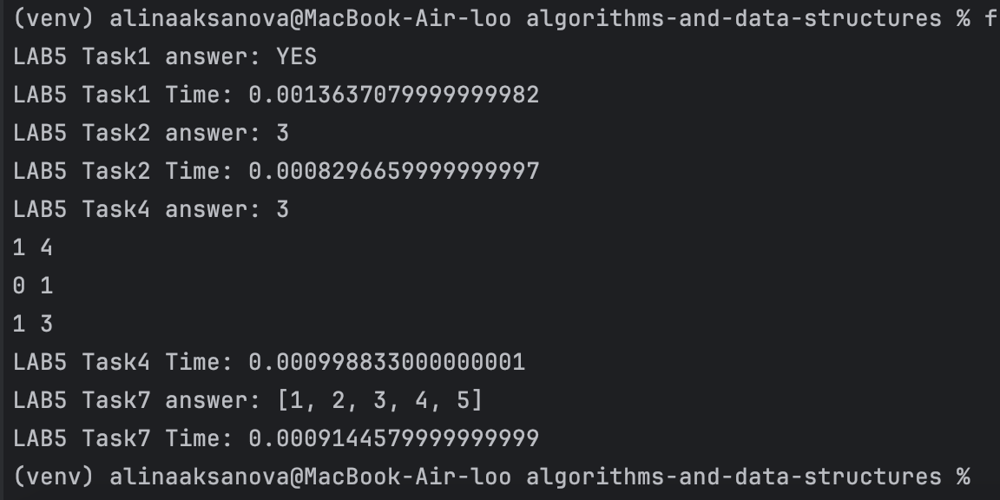 (venv) alinaaksanova@MacBook-Air-loo algorithms-and-data-structures % f
LAB5 Task1 answer: YES
LAB5 Task1 Time: 0.0013637079999999982
LAB5 Task2 answer: 3
LAB5 Task2 Time: 0.0008296659999999997
LAB5 Task4 answer: 3
1 4
0 1
1 3
LAB5 Task4 Time: 0.000998833000000001
LAB5 Task7 answer: [1, 2, 3, 4, 5]
LAB5 Task7 Time: 0.0009144579999999999
(venv) alinaaksanova@MacBook-Air-loo algorithms-and-data-structures %